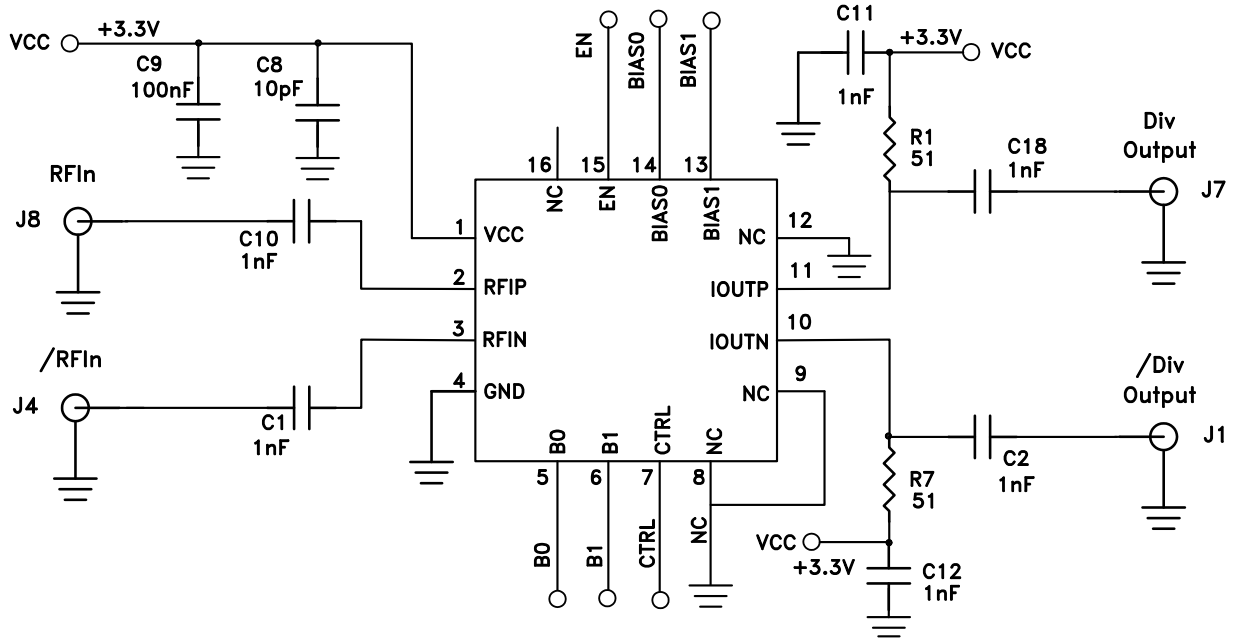 VCC
+3.3V
C9
100nF
C8
10pF
EN
BIAS0
BIAS1
C11
1nF
+3.3V
VCC
R1
51
C18
1nF
Div
Output
J7
RFIn
J8
C10
1nF
/RFIn
J4
C1
1nF
16
15
14
13
NC
EN
BIAS0
BIAS1
1
VCC
2
RFIP
3
RFIN
4
GND
12
NC
11
IOUTP
10
IOUTN
9
NC
B0
B1
CTRL
NC
5
6
7
8
B0
B1
CTRL
NC
/Div
Output
J1
C2
1nF
R7
51
VCC
+3.3V
C12
1nF